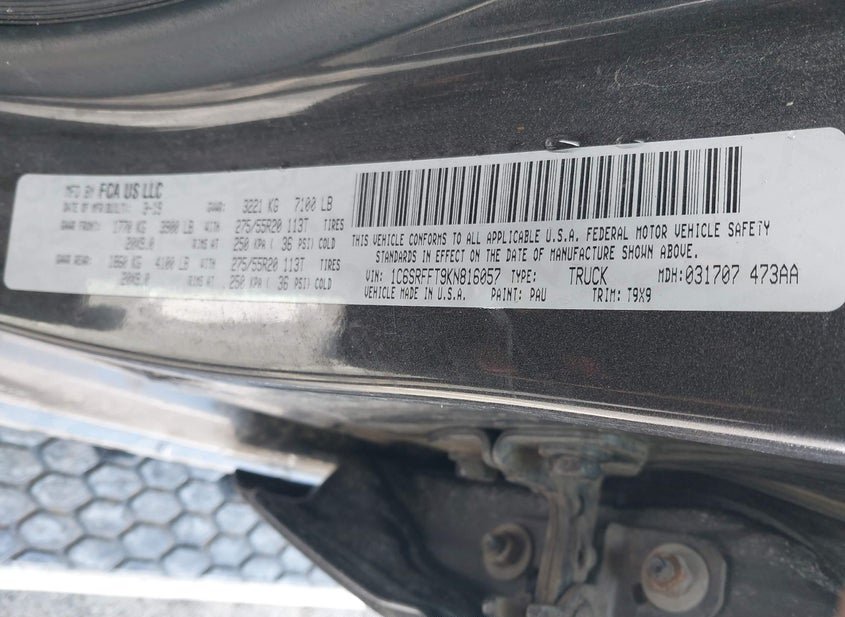 MFD BY FCA US LLC
DATE OF MFR/BUILT: 3-19 GVWR: 3221 KG 7100 LB
GAWR FRONT: 1770 KG 3900 LB WITH 275/55R20 113T TIRES
20X9.0 RIMS AT 250 KPA ( 36 PSI) COLD
GAWR REAR: 1860 KG 4100 LB WITH 275/55R20 113T TIRES
20X9.0 RIMS AT 250 KPA ( 36 PSI) COLD
THIS VEHICLE CONFORMS TO ALL APPLICABLE U.S.A. FEDERAL MOTOR VEHICLE SAFETY
STANDARDS IN EFFECT ON THE DATE OF MANUFACTURE SHOWN ABOVE.
VIN: 1C6SRFFT9KN816057 TYPE: TRUCK MDH: 031707 473AA
VEHICLE MADE IN U.S.A. PAINT: PAU TRIM: T9X9